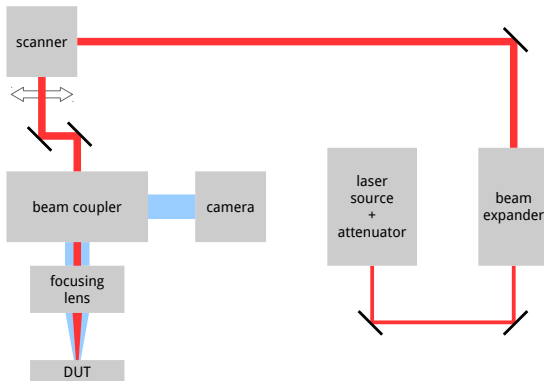 scanner
beam coupler
camera
laser
source
+
attenuator
beam
expander
focusing
lens
DUT